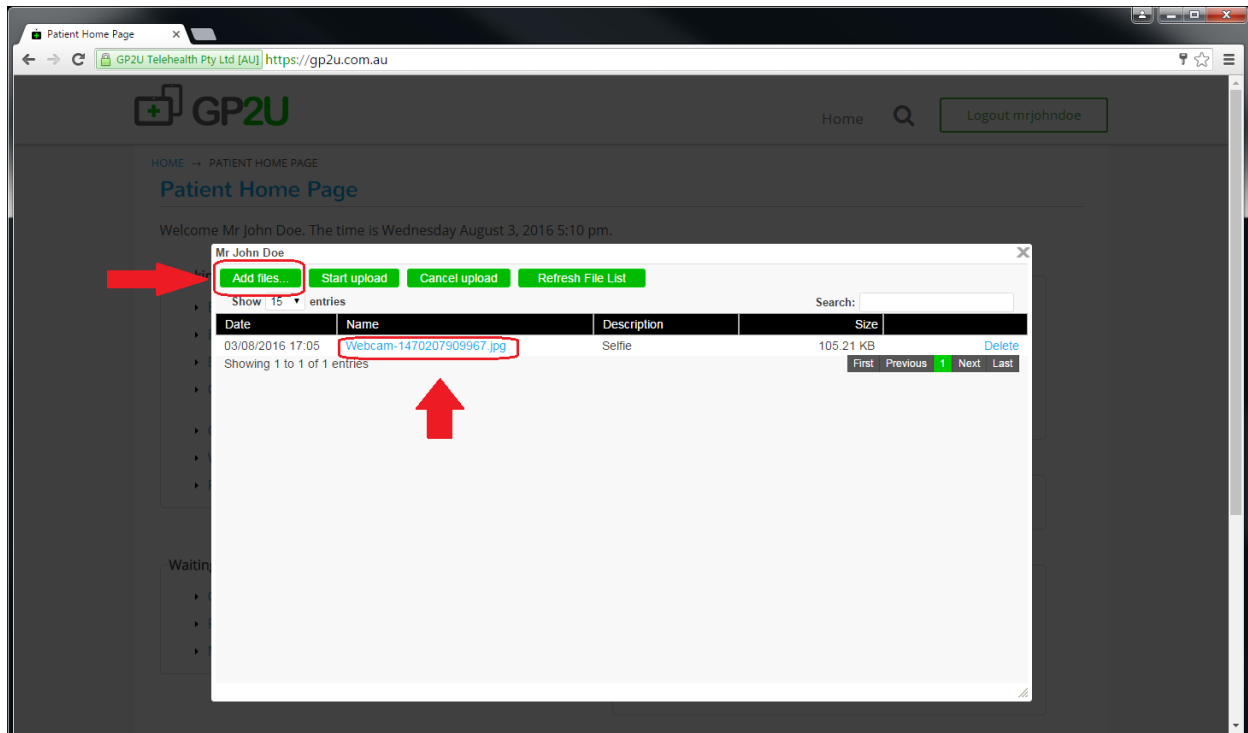 Patient Home Page
GP2U Telehealth Pty Ltd [AU] https://gp2u.com.au
GP2U
Home
Logout mrjohndoe
HOME → PATIENT HOME PAGE
Patient Home Page
Welcome Mr John Doe. The time is Wednesday August 3, 2016 5:10 pm.
Mr John Doe
Add files... Start upload Cancel upload Refresh File List
Show 15 entries Search:
Date Name Description Size
03/08/2016 17:05 Webcam-1470207909967.jpg Selfie 105.21 KB Delete
Showing 1 to 1 of 1 entries First Previous 1 Next Last
Waitin